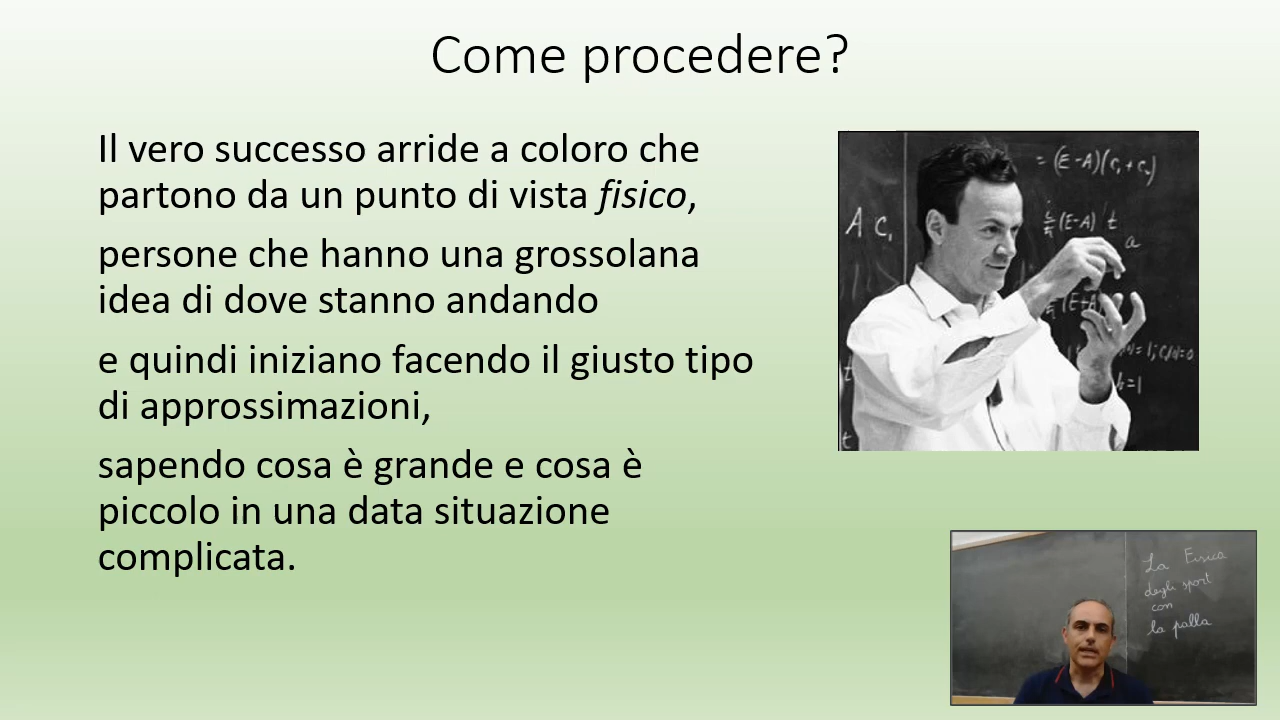 Come procedere?
Il vero successo arride a coloro che
partono da un punto di vista fisico,
persone che hanno una grossolana
idea di dove stanno andando
e quindi iniziano facendo il giusto tipo
di approssimazioni,
sapendo cosa è grande e cosa è
piccolo in una data situazione
complicata.
= (E-A)(c₁+c₂)
A c₁
(E-A) t
a
t
t
La Fisica
degli sport
con
la palla